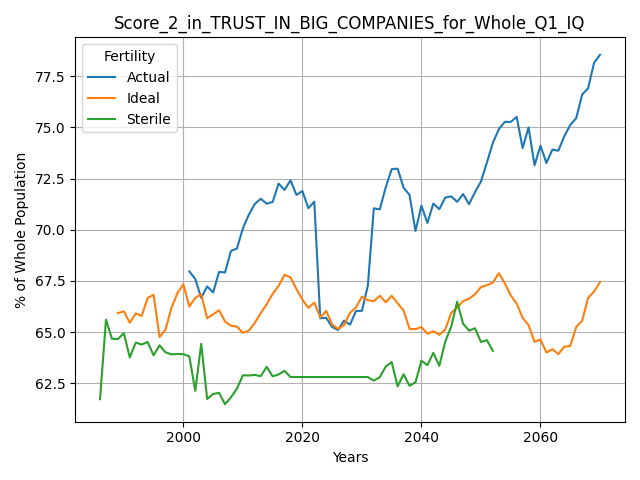 Score_2_in_TRUST_IN_BIG_COMPANIES_for_Whole_Q1_IQ
Fertility
Actual
Ideal
Sterile
% of Whole Population
77.5
75.0
72.5
70.0
67.5
65.0
62.5
2000
2020
2040
2060
Years